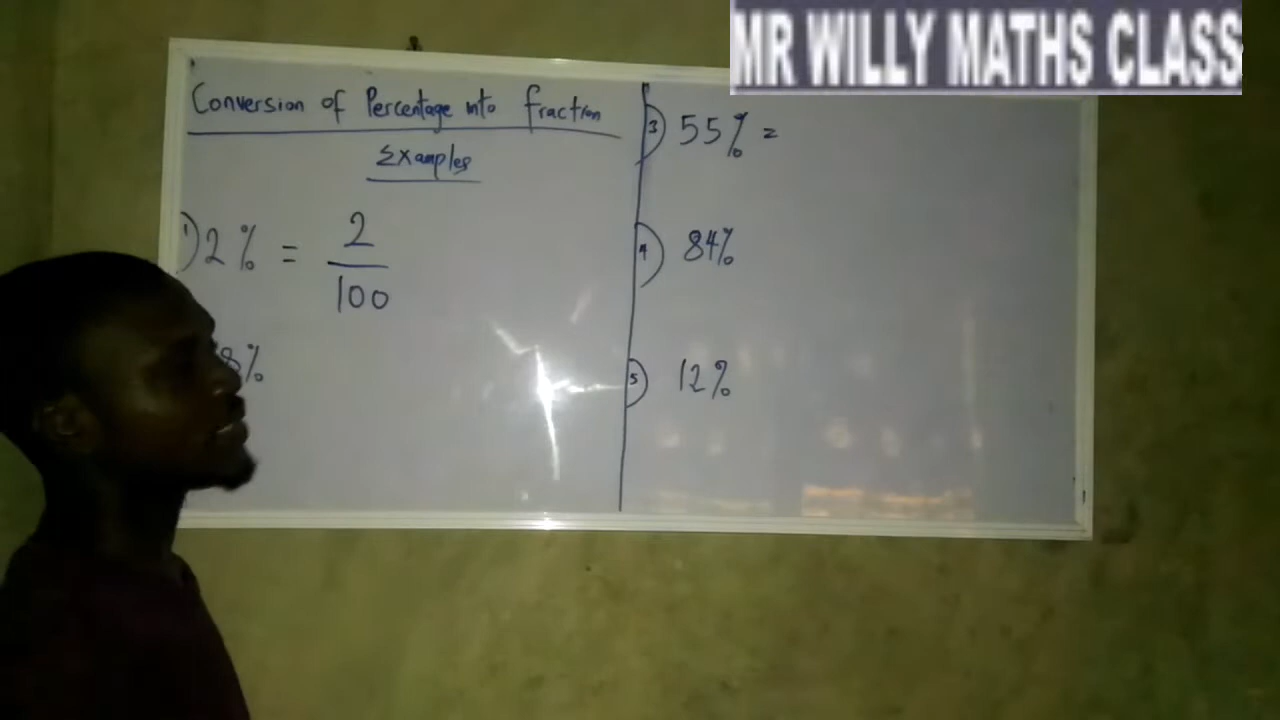 MR WILLY MATHS CLASS
Conversion of Percentage into fraction
Examples
1) 2% = 2/100
8%
3) 55% =
4) 84%
5) 12%